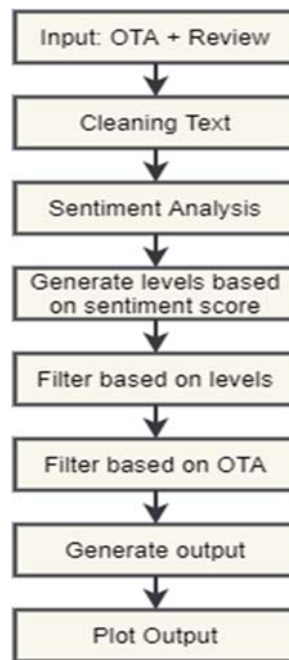 Input: OTA + Review
Cleaning Text
Sentiment Analysis
Generate levels based
on sentiment score
Filter based on levels
Filter based on OTA
Generate output
Plot Output